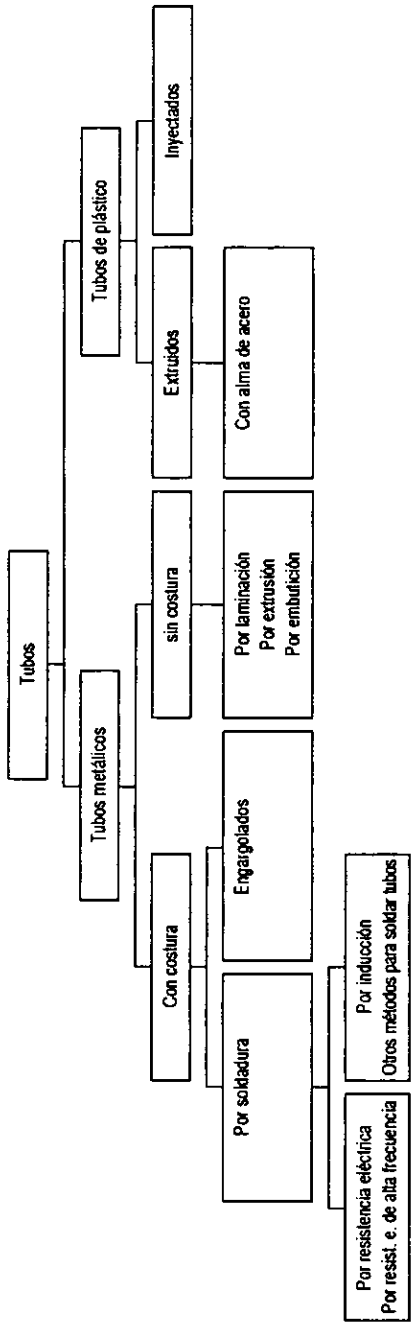 Tubos
Tubos metálicos
Tubos de plástico
Con costura
sin costura
Extruidos
Inyectados
Por soldadura
Engargolados
Por laminación
Por extrusión
Por embutición
Con alma de acero
Por resistencia eléctrica
Por resist. e. de alta frecuencia
Por inducción
Otros métodos para soldar tubos